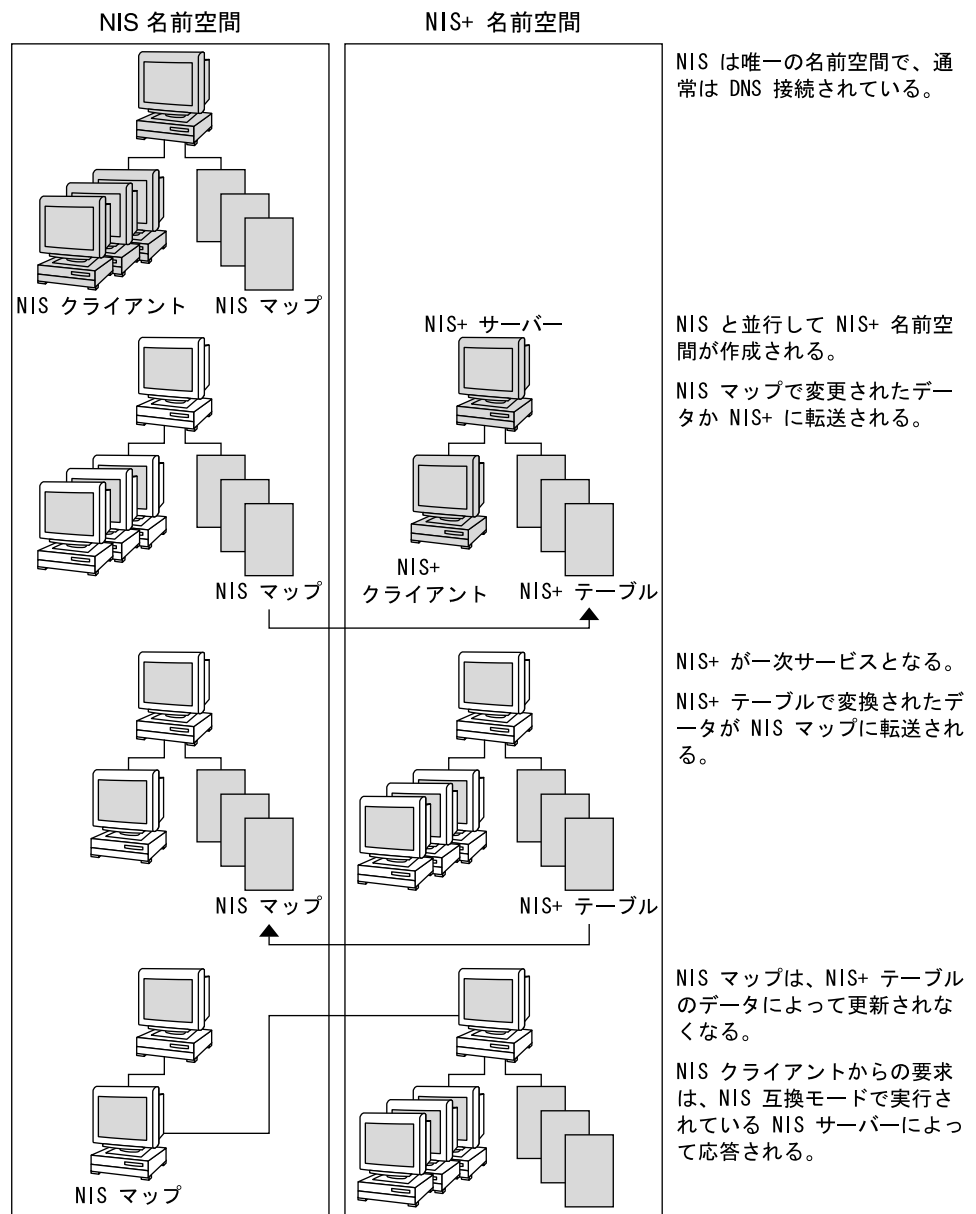 NIS 名前空間
NIS+ 名前空間
NIS は唯一の名前空間で、通
常は DNS 接続されている。
NIS クライアント
NIS マップ
NIS+ サーバー
NIS と並行して NIS+ 名前空
間が作成される。
NIS マップで変更されたデー
タか NIS+ に転送される。
NIS マップ
NIS+
クライアント
NIS+ テーブル
NIS+ が一次サービスとなる。
NIS+ テーブルで変換されたデ
ータが NIS マップに転送され
る。
NIS マップ
NIS+ テーブル
NIS マップは、NIS+ テーブル
のデータによって更新されな
くなる。
NIS クライアントからの要求
は、NIS 互換モードで実行さ
れている NIS サーバーによっ
て応答される。
NIS マップ